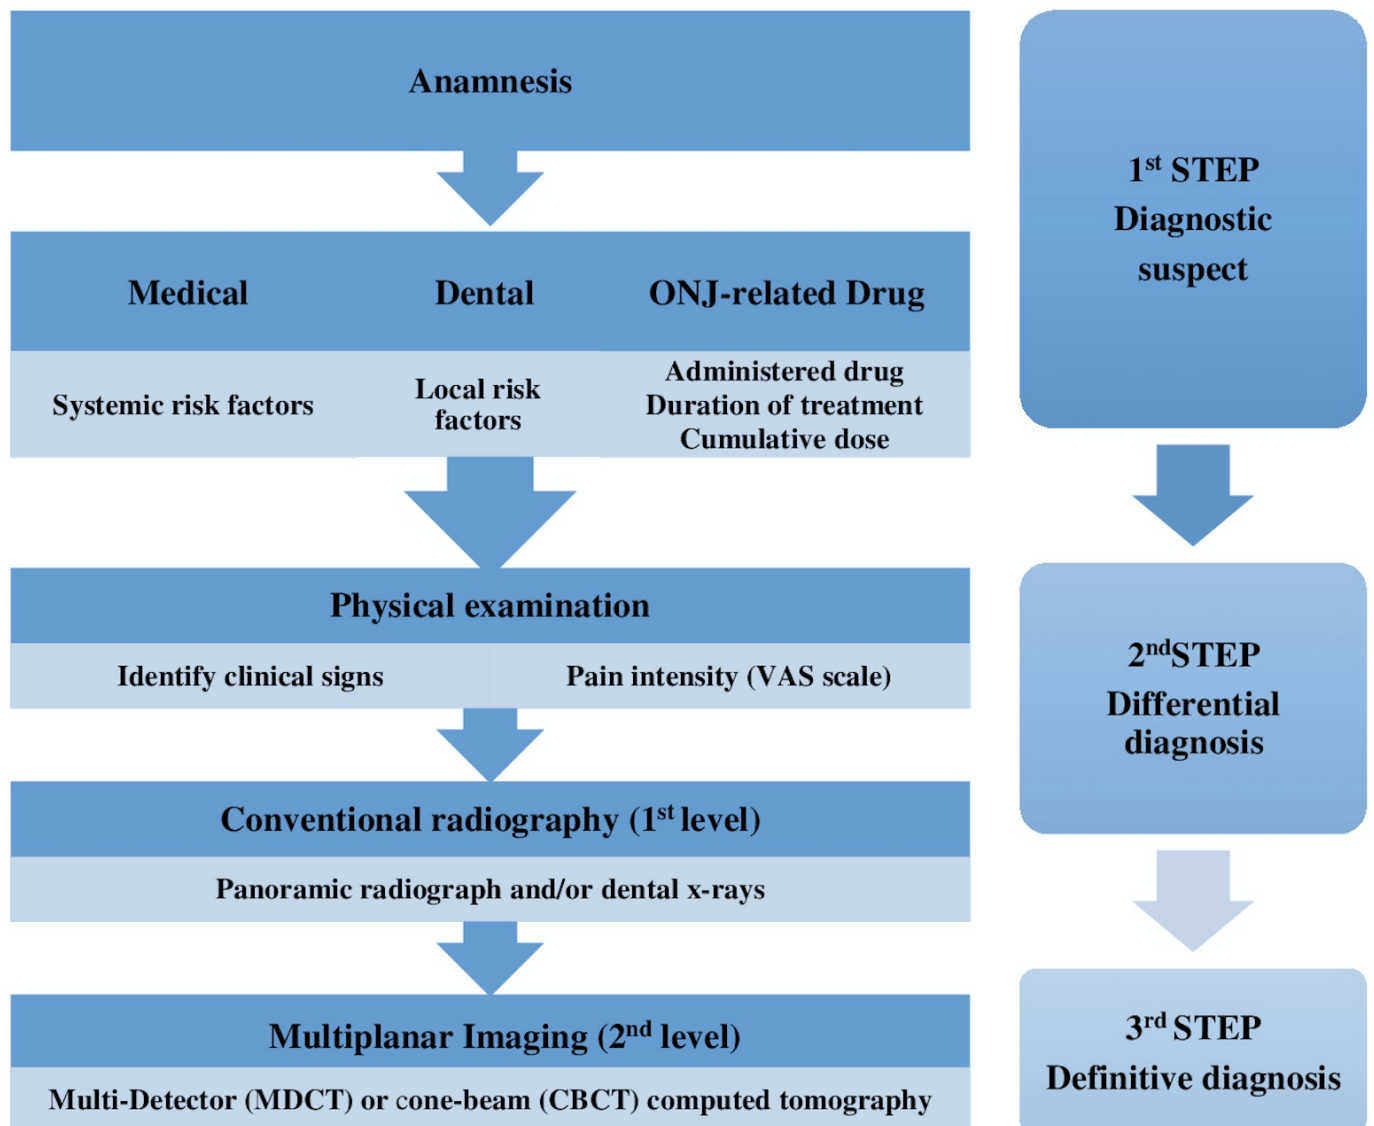 Anamnesis
Medical
Dental
ONJ-related Drug
Systemic risk factors
Local risk
factors
Administered drug
Duration of treatment
Cumulative dose
Physical examination
Identify clinical signs
Pain intensity (VAS scale)
Conventional radiography (1st level)
Panoramic radiograph and/or dental x-rays
Multiplanar Imaging (2nd level)
Multi-Detector (MDCT) or cone-beam (CBCT) computed tomography
1st STEP
Diagnostic
suspect
2ndSTEP
Differential
diagnosis
3rd STEP
Definitive diagnosis